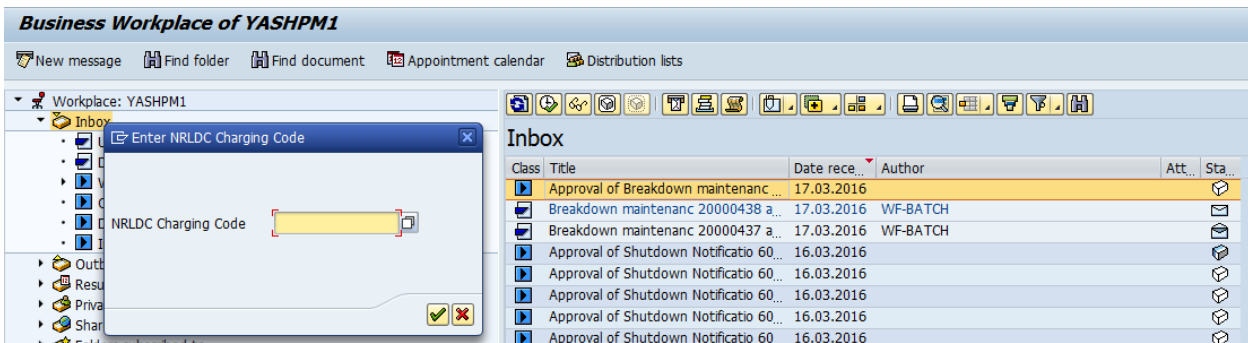 Business Workplace of YASHPM1
New message Find folder Find document Appointment calendar Distribution lists
Workplace: YASHPM1
Inbox
Outb
Resu
Priva
Shar
Enter NRLDC Charging Code
NRLDC Charging Code
Inbox
Class Title Date rece... Author Att... Sta...
Approval of Breakdown maintenanc ... 17.03.2016
Breakdown maintenanc 20000438 a... 17.03.2016 WF-BATCH
Breakdown maintenanc 20000437 a... 17.03.2016 WF-BATCH
Approval of Shutdown Notificatio 60... 16.03.2016
Approval of Shutdown Notificatio 60... 16.03.2016
Approval of Shutdown Notificatio 60... 16.03.2016
Approval of Shutdown Notificatio 60... 16.03.2016
Approval of Shutdown Notificatio 60 16.03.2016